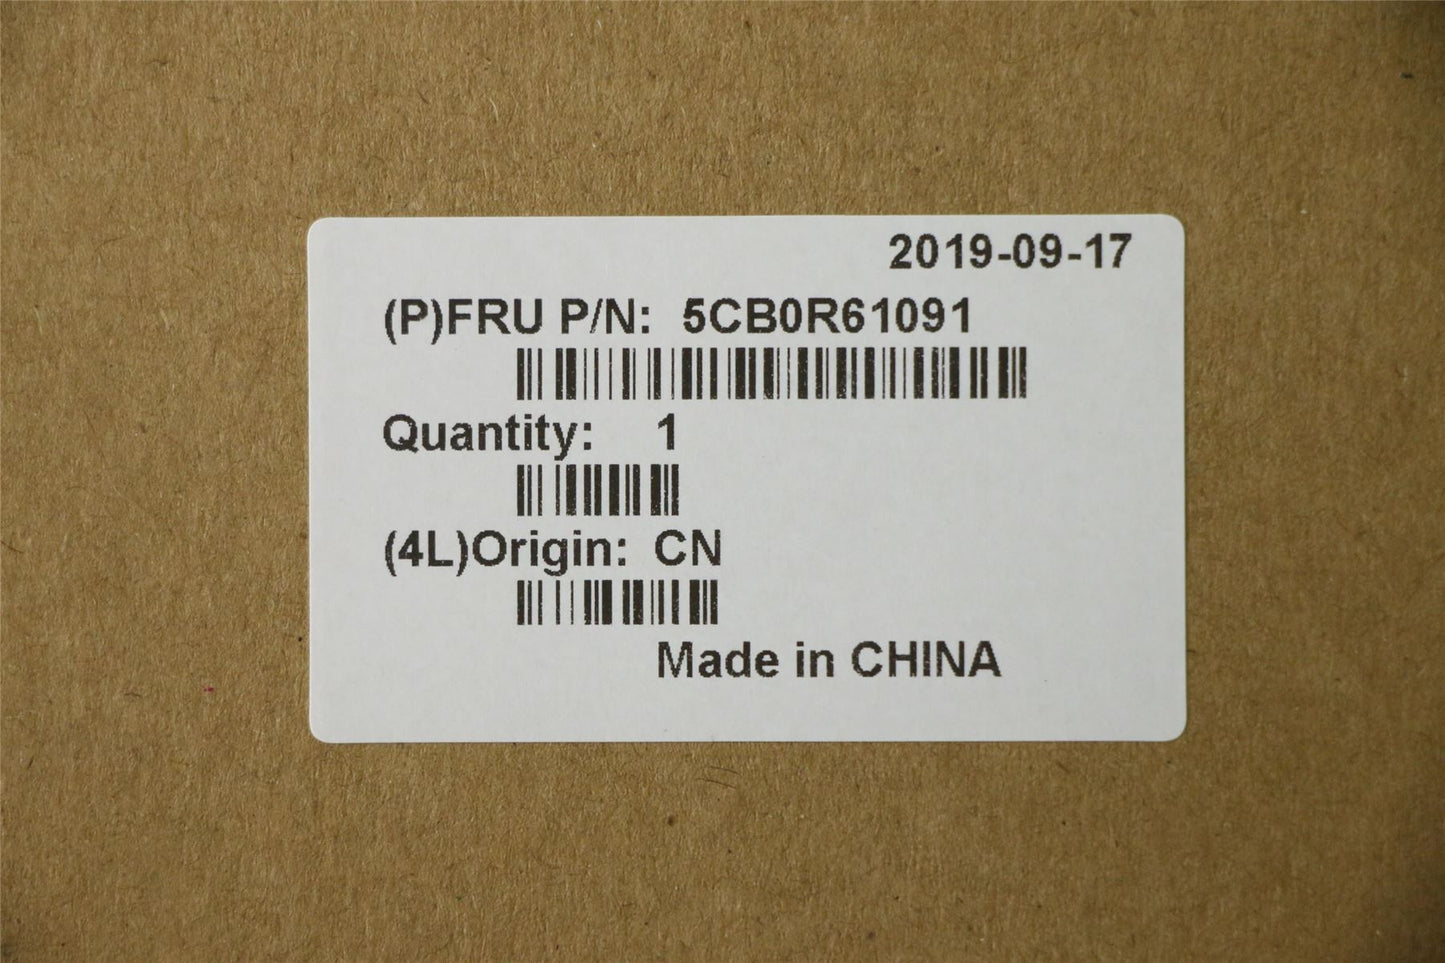 2019-09-17
(P)FRU P/N: 5CB0R61091
Quantity: 1
(4L)Origin: CN
Made in CHINA